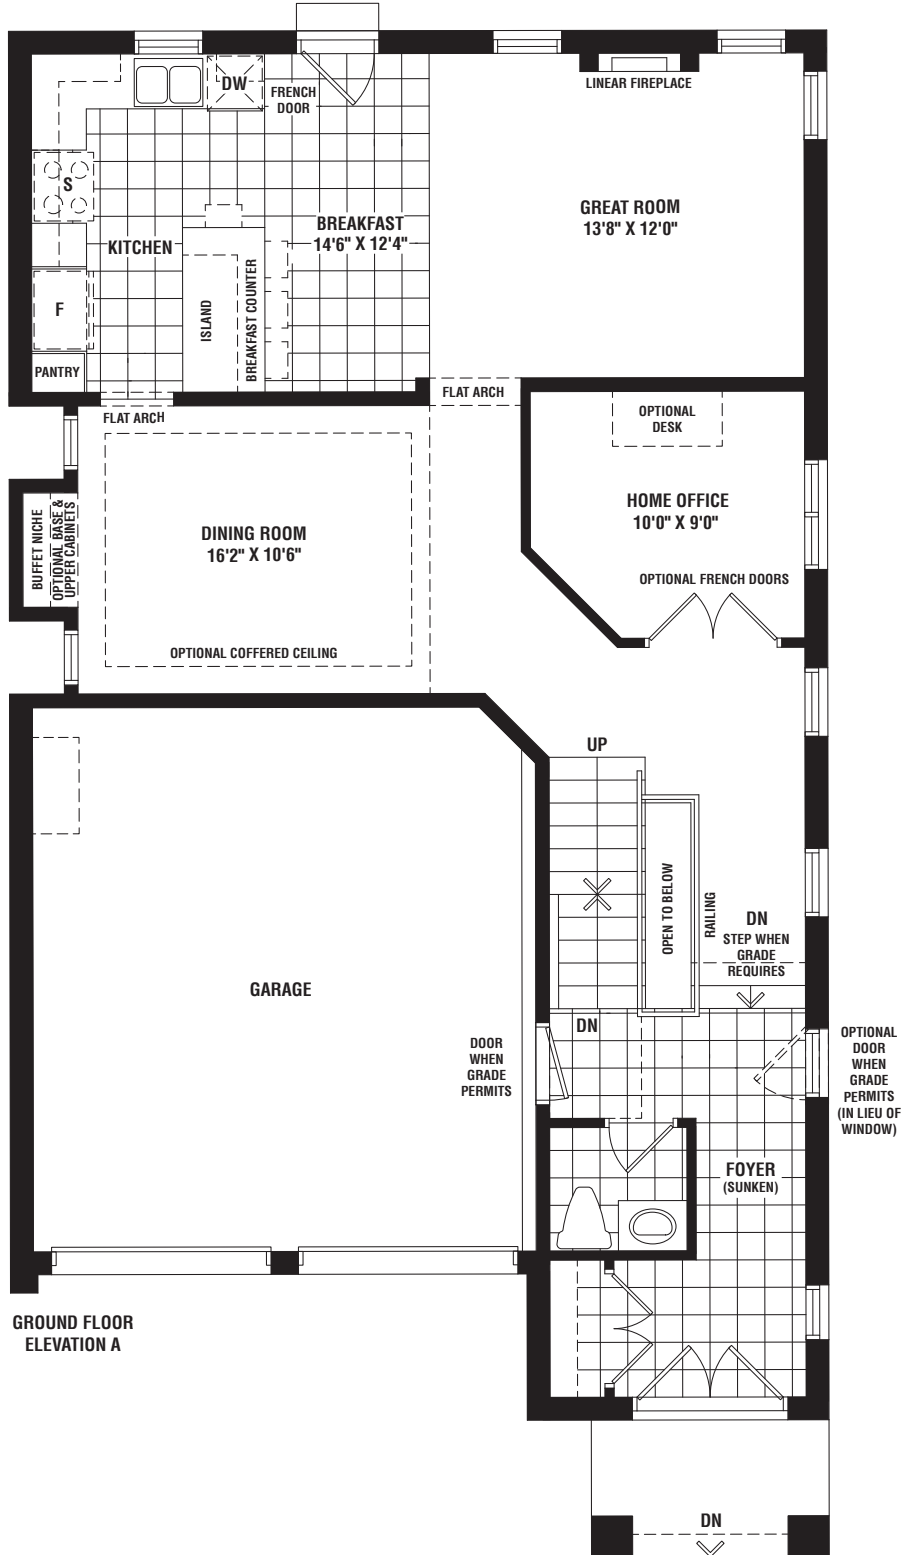 DW
FRENCH
DOOR
LINEAR FIREPLACE
S
KITCHEN
BREAKFAST
14'6" X 12'4"
GREAT ROOM
13'8" X 12'0"
F
ISLAND
BREAKFAST COUNTER
PANTRY
FLAT ARCH
FLAT ARCH
OPTIONAL
DESK
BUFFET NICHE
OPTIONAL BASE &
UPPER CABINETS
DINING ROOM
16'2" X 10'6"
HOME OFFICE
10'0" X 9'0"
OPTIONAL FRENCH DOORS
OPTIONAL COFFERED CEILING
UP
OPEN TO BELOW
RAILING
DN
STEP WHEN
GRADE
REQUIRES
GARAGE
DN
DOOR
WHEN
GRADE
PERMITS
OPTIONAL
DOOR
WHEN
GRADE
PERMITS
(IN LIEU OF
WINDOW)
FOYER
(SUNKEN)
GROUND FLOOR
ELEVATION A
DN